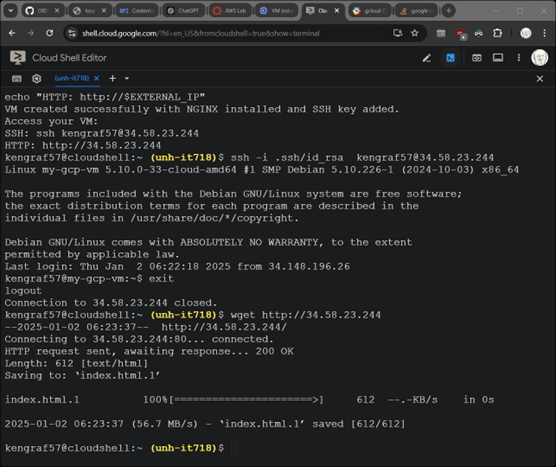 OID
local
Credentia
ChatGPT
AWS Lab
VM instan
Cloud
gcloud C
google c
shell.cloud.google.com/?hl=en_US&fromcloudshell=true&show=terminal
Cloud Shell Editor
(unh-it718)
echo "HTTP: http://$EXTERNAL_IP"
VM created successfully with NGINX installed and SSH key added.
Access your VM:
SSH: ssh kengraf57@34.58.23.244
HTTP: http://34.58.23.244
kengraf57@cloudshell:~ (unh-it718)$ ssh -i .ssh/id_rsa  kengraf57@34.58.23.244
Linux my-gcp-vm 5.10.0-33-cloud-amd64 #1 SMP Debian 5.10.226-1 (2024-10-03) x86_64

The programs included with the Debian GNU/Linux system are free software;
the exact distribution terms for each program are described in the
individual files in /usr/share/doc/*/copyright.

Debian GNU/Linux comes with ABSOLUTELY NO WARRANTY, to the extent
permitted by applicable law.
Last login: Thu Jan  2 06:22:18 2025 from 34.148.196.26
kengraf57@my-gcp-vm:~$ exit
logout
Connection to 34.58.23.244 closed.
kengraf57@cloudshell:~ (unh-it718)$ wget http://34.58.23.244
--2025-01-02 06:23:37--  http://34.58.23.244/
Connecting to 34.58.23.244:80... connected.
HTTP request sent, awaiting response... 200 OK
Length: 612 [text/html]
Saving to: ‘index.html.1’

index.html.1          100%[======================>]     612  --.-KB/s    in 0s

2025-01-02 06:23:37 (56.7 MB/s) - ‘index.html.1’ saved [612/612]

kengraf57@cloudshell:~ (unh-it718)$